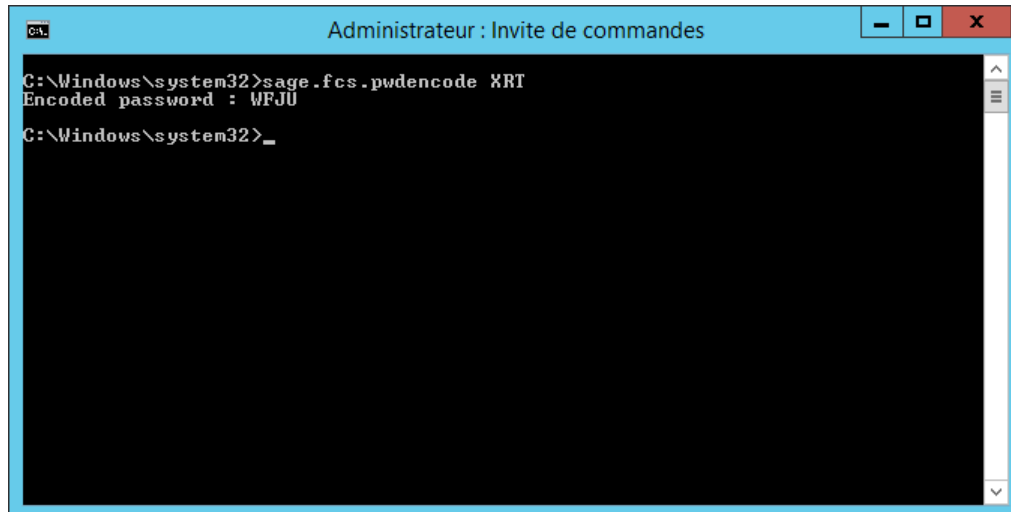 Administrateur : Invite de commandes
C:\Windows\system32>sage.fcs.pwdencode XRT
Encoded password : WFJU
C:\Windows\system32>_